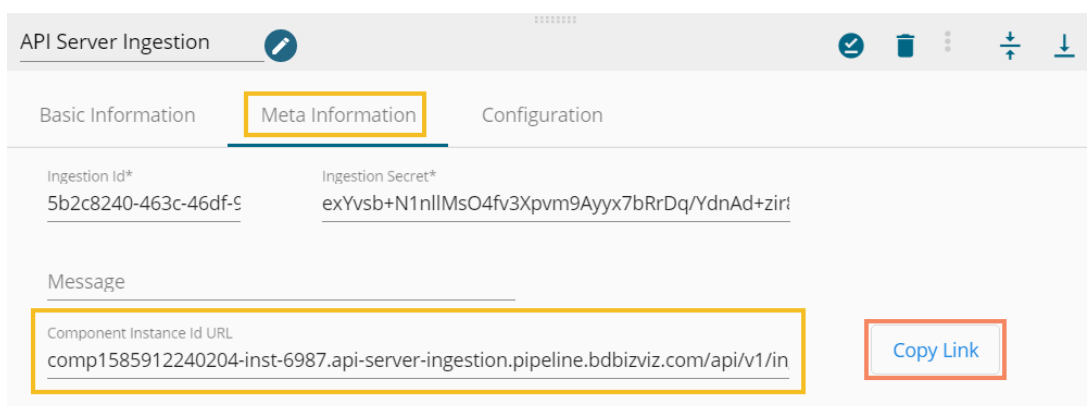 API Server Ingestion
Basic Information Meta Information Configuration
Ingestion Id* Ingestion Secret*
5b2c8240-463c-46df-9 exYvsb+N1nllMsO4fv3Xpvm9Ayyx7bRrDq/YdnAd+zir8
Message
Component Instance Id URL
comp1585912240204-inst-6987.api-server-ingestion.pipeline.bdbizviz.com/api/v1/in
Copy Link